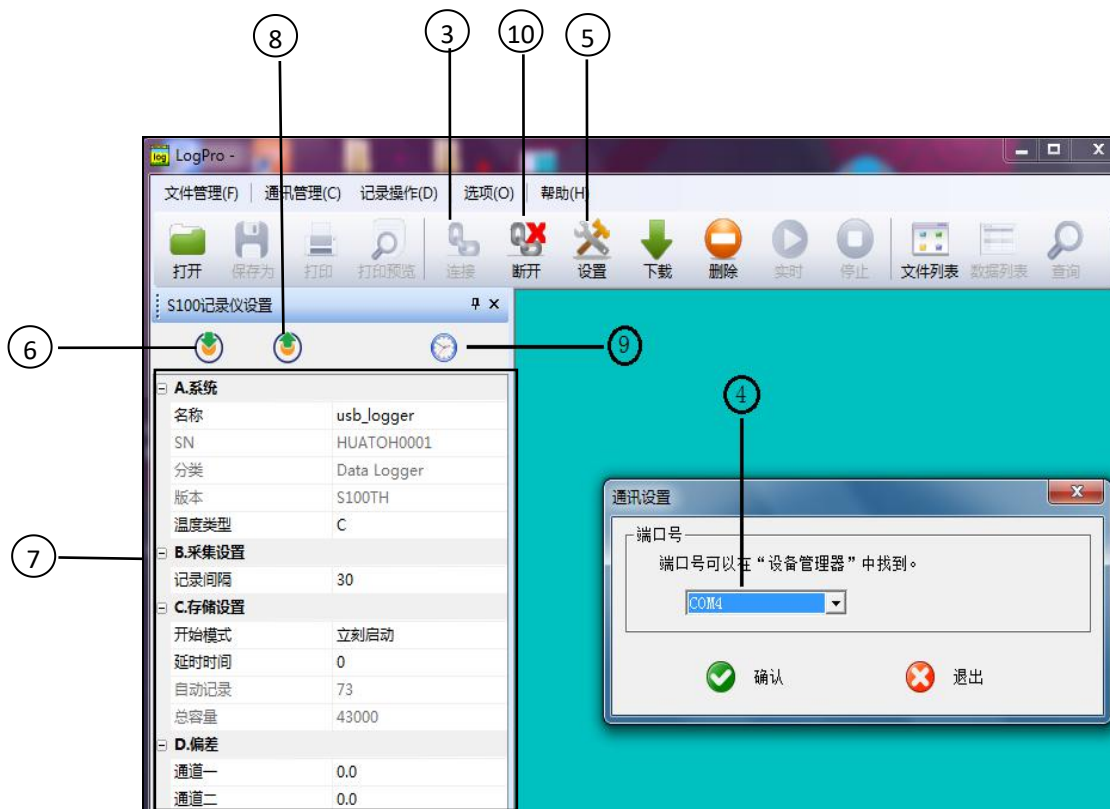 8
3
10
5
log LogPro -
文件管理(F) 通讯管理(C) 记录操作(D) 选项(O) 帮助(H)
打开 保存为 打印 打印预览 连接 断开 设置 下载 删除 实时 停止 文件列表 数据列表 查询
S100记录仪设置
6
9
A.系统
名称 usb_logger
SN HUATOH0001
分类 Data Logger
版本 S100TH
温度类型 C
7
B.采集设置
记录间隔 30
C.存储设置
开始模式 立刻启动
延时时间 0
自动记录 73
总容量 43000
D.偏差
通道一 0.0
通道二 0.0
4
通讯设置
端口号
端口号可以在“设备管理器”中找到。
COM4
确认 退出